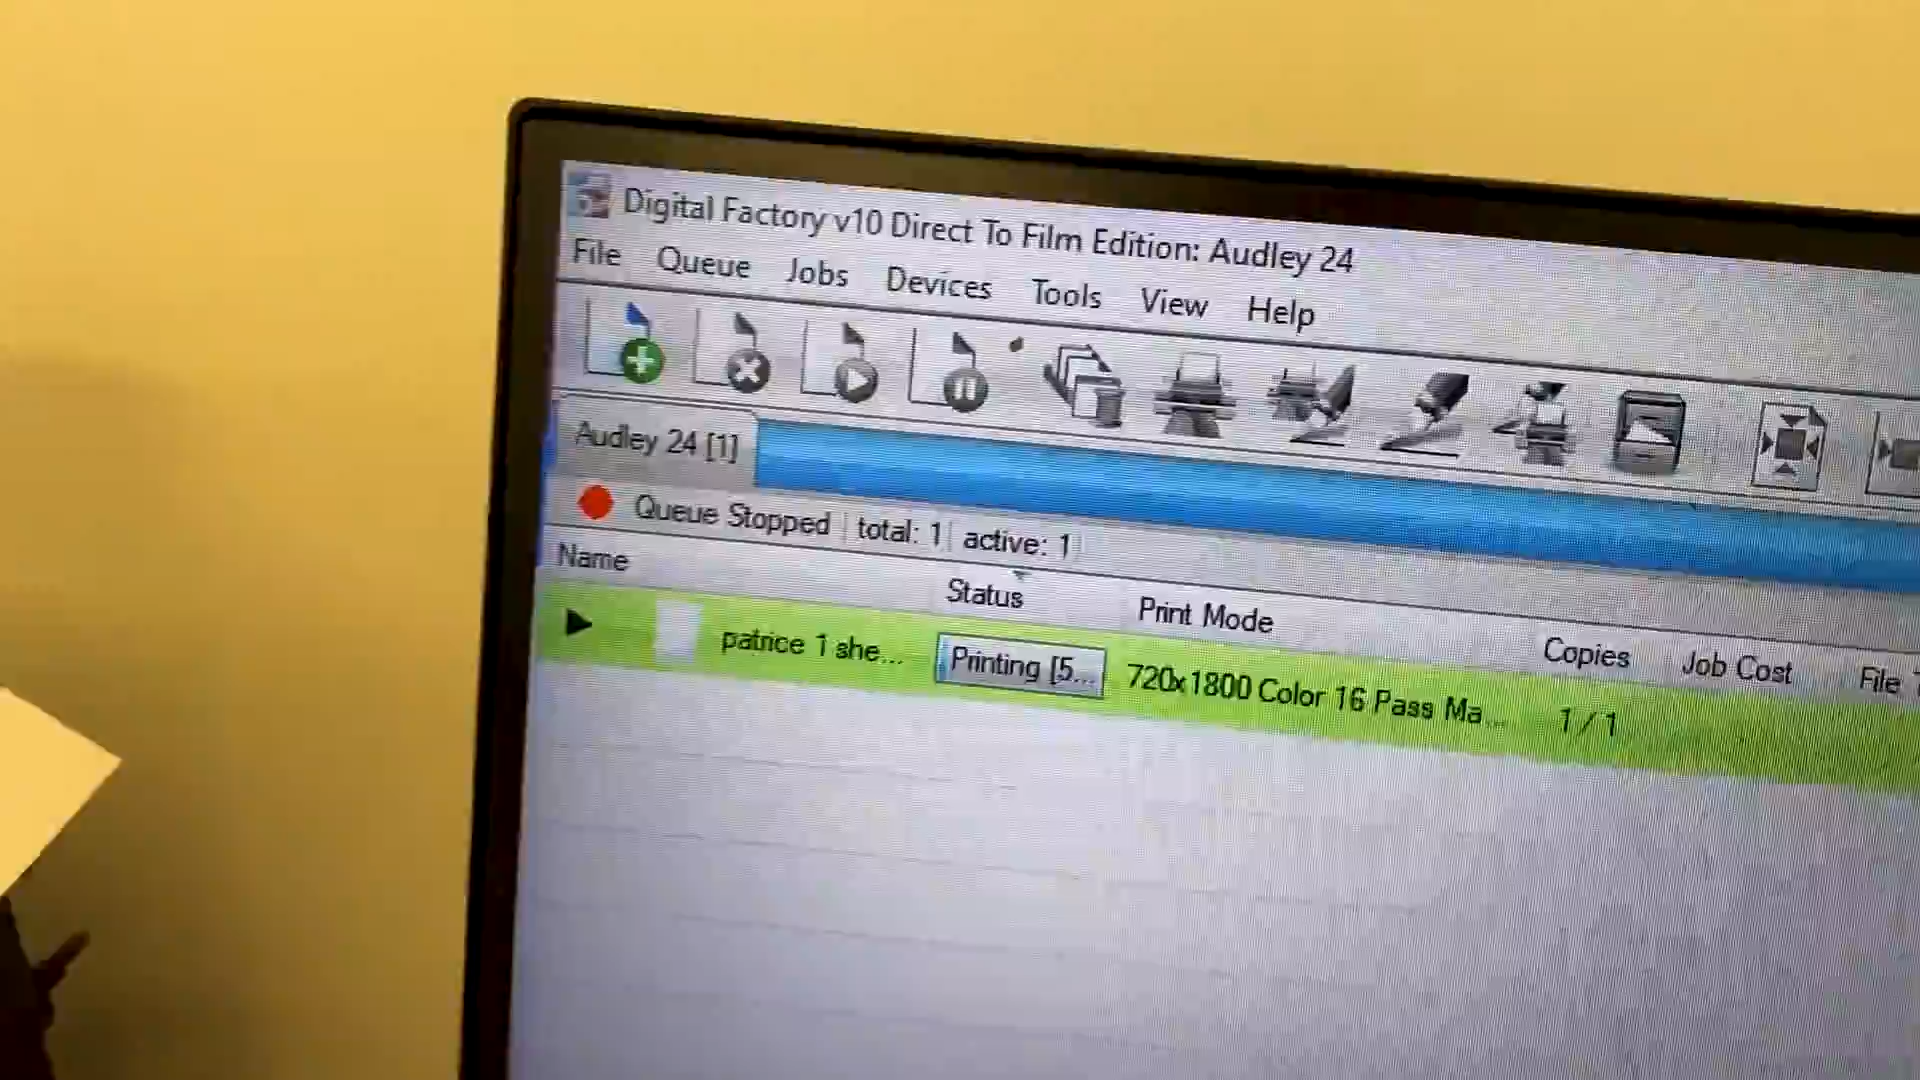 Digital Factory v10 Direct To Film Edition: Audley 24
File Queue Jobs Devices Tools View Help
Audley 24 [1]
Queue Stopped total: 1 active: 1
Name Status Print Mode Copies Job Cost File
patrice 1 she... Printing [5... 720x1800 Color 16 Pass Ma... 1 / 1